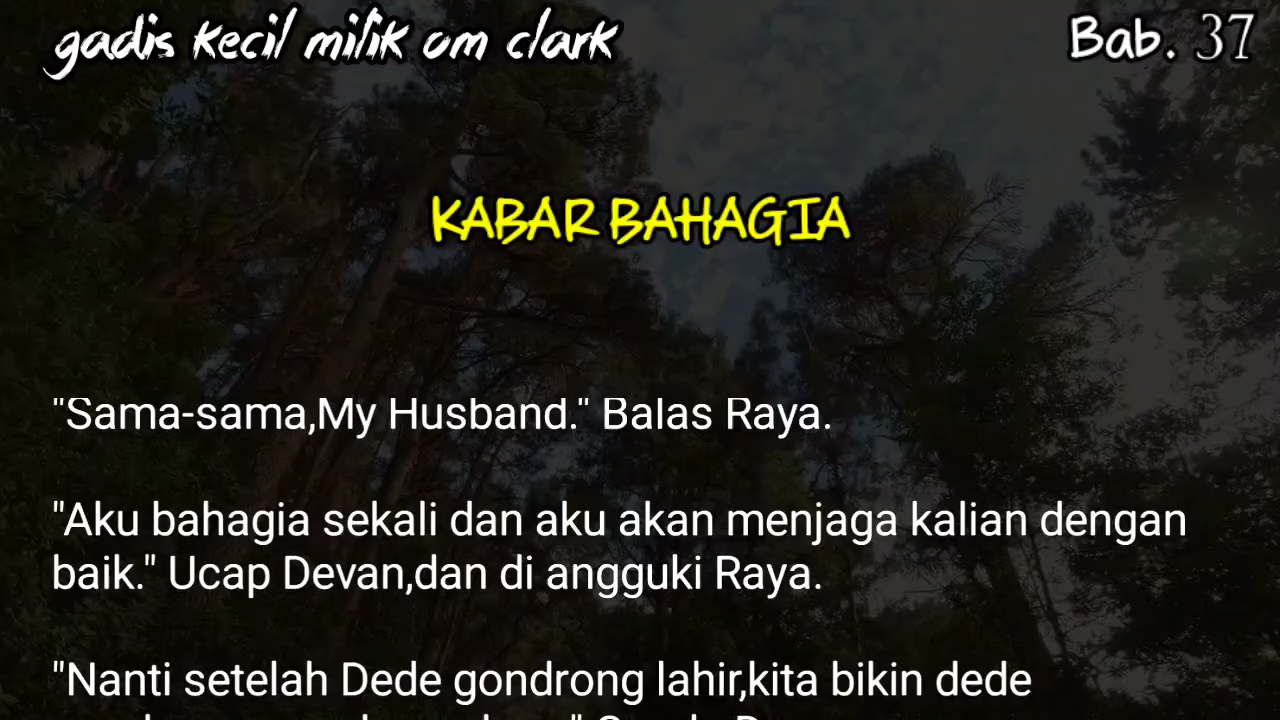 gadis kecil milik om clark
Bab. 37
KABAR BAHAGIA
"Sama-sama,My Husband." Balas Raya.
"Aku bahagia sekali dan aku akan menjaga kalian dengan
baik." Ucap Devan,dan di angguki Raya.
"Nanti setelah Dede gondrong lahir,kita bikin dede